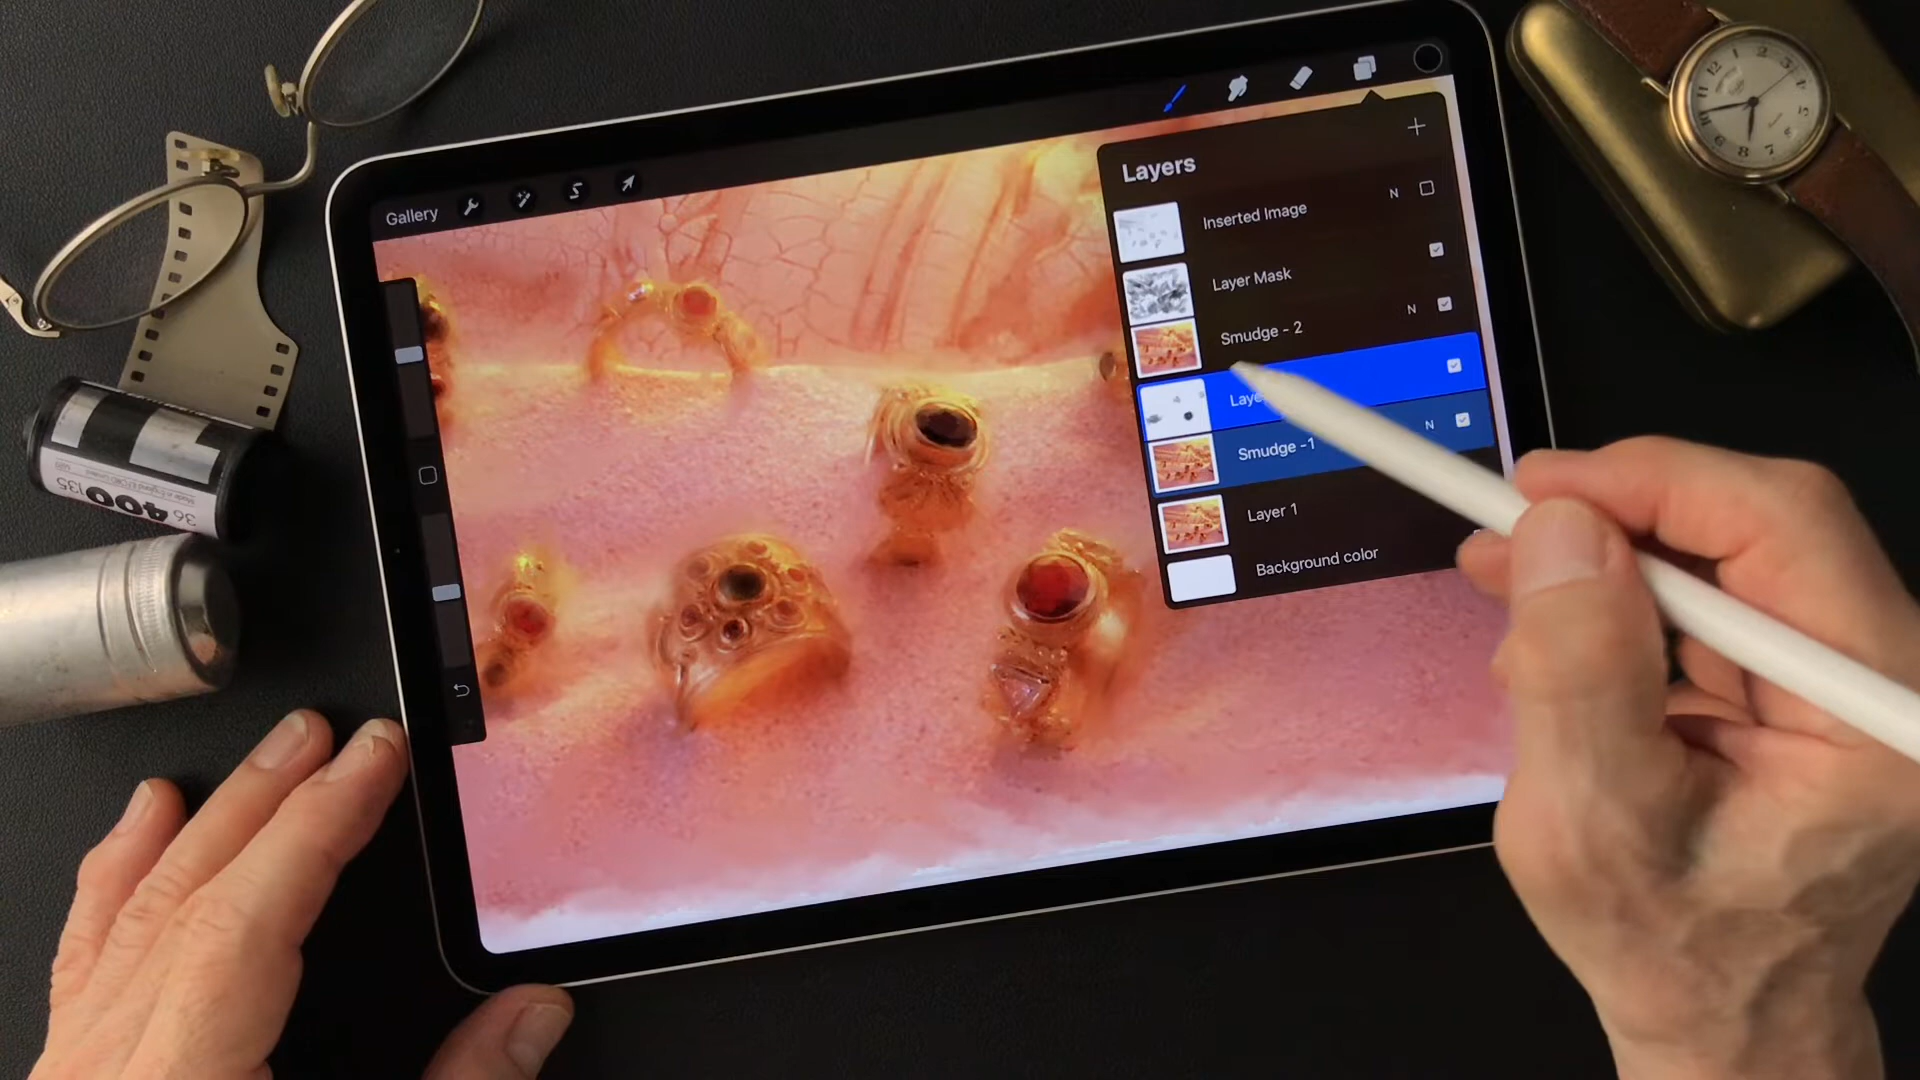 Gallery
Layers
Inserted Image N
Layer Mask
Smudge - 2 N
Smudge -1 N
Layer 1
Background color
400
36
135